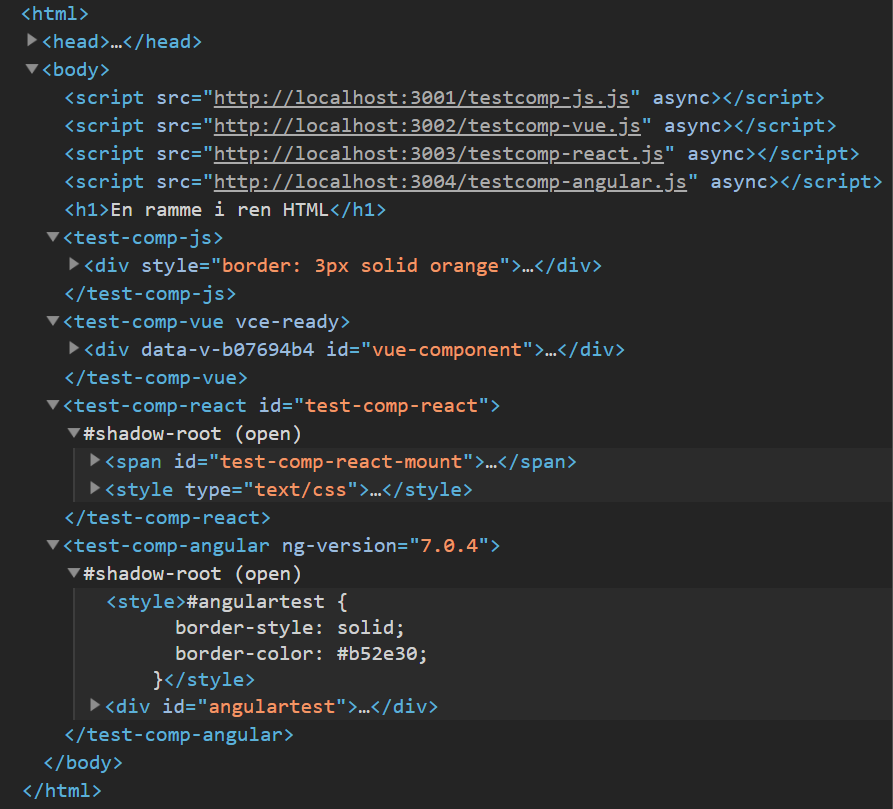 <html>
<head>…</head>
<body>
<script src="http://localhost:3001/testcomp-js.js" async></script>
<script src="http://localhost:3002/testcomp-vue.js" async></script>
<script src="http://localhost:3003/testcomp-react.js" async></script>
<script src="http://localhost:3004/testcomp-angular.js" async></script>
<h1>En ramme i ren HTML</h1>
<test-comp-js>
<div style="border: 3px solid orange">…</div>
</test-comp-js>
<test-comp-vue vce-ready>
<div data-v-b07694b4 id="vue-component">…</div>
</test-comp-vue>
<test-comp-react id="test-comp-react">
#shadow-root (open)
<span id="test-comp-react-mount">…</span>
<style type="text/css">…</style>
</test-comp-react>
<test-comp-angular ng-version="7.0.4">
#shadow-root (open)
<style>#angulartest {
border-style: solid;
border-color: #b52e30;
}</style>
<div id="angulartest">…</div>
</test-comp-angular>
</body>
</html>